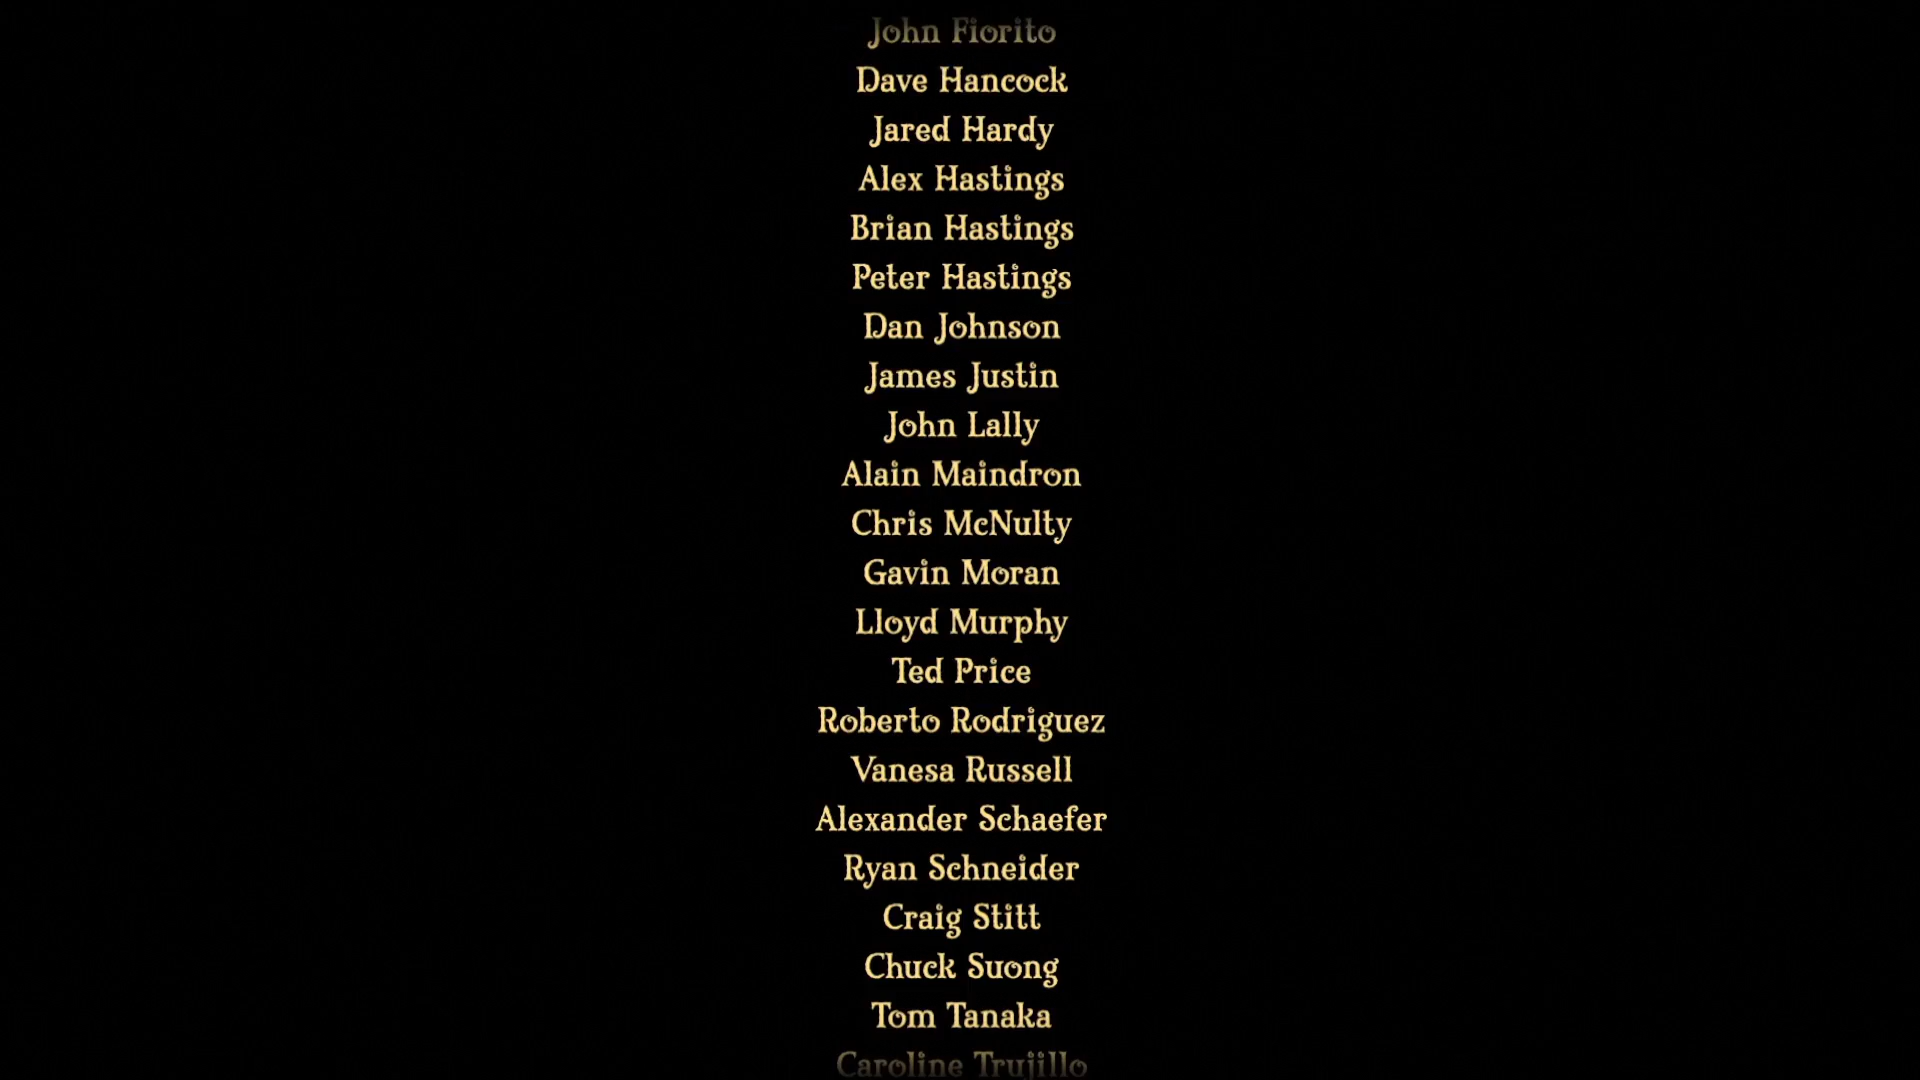 John Fiorito
Dave Hancock
Jared Hardy
Alex Hastings
Brian Hastings
Peter Hastings
Dan Johnson
James Justin
John Lally
Alain Maindron
Chris McNulty
Gavin Moran
Lloyd Murphy
Ted Price
Roberto Rodriguez
Vanesa Russell
Alexander Schaefer
Ryan Schneider
Craig Stitt
Chuck Suong
Tom Tanaka
Caroline Trujillo